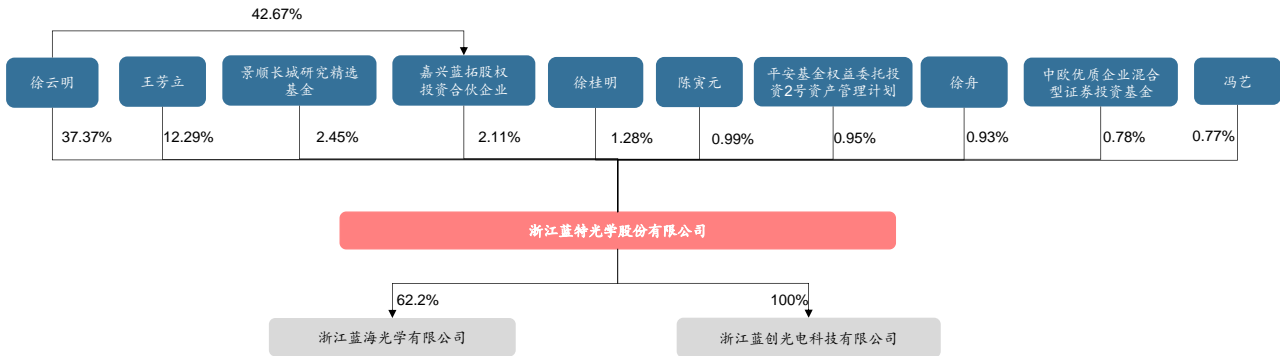 42.67%
徐云明
王芳立
景顺长城研究精选
基金
嘉兴蓝拓股权
投资合伙企业
徐桂明
陈寅元
平安基金权益委托投
资2号资产管理计划
徐舟
中欧优质企业混合
型证券投资基金
冯艺
37.37%
12.29%
2.45%
2.11%
1.28%
0.99%
0.95%
0.93%
0.78%
0.77%
浙江蓝特光学股份有限公司
62.2%
100%
浙江蓝海光学有限公司
浙江蓝创光电科技有限公司